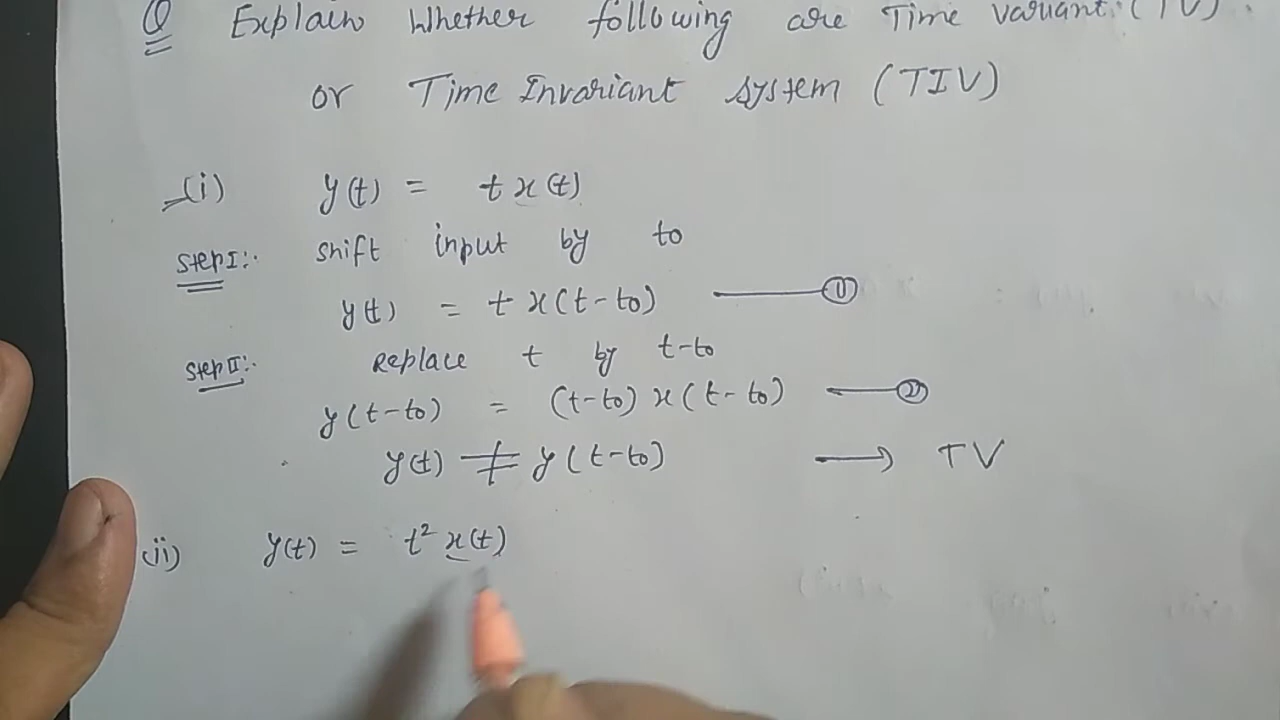 Q Explain Whether following are Time variant (TV)
or Time Invariant system (TIV)
(i) y(t) = t x(t)
Step I:- Shift input by to
y(t) = t x(t-to) ——— ①
Step II:- Replace t by t-to
y(t-to) = (t-to) x(t-to) ——— ②
y(t) ≠ y(t-to) → TV
(ii) y(t) = t² x(t)